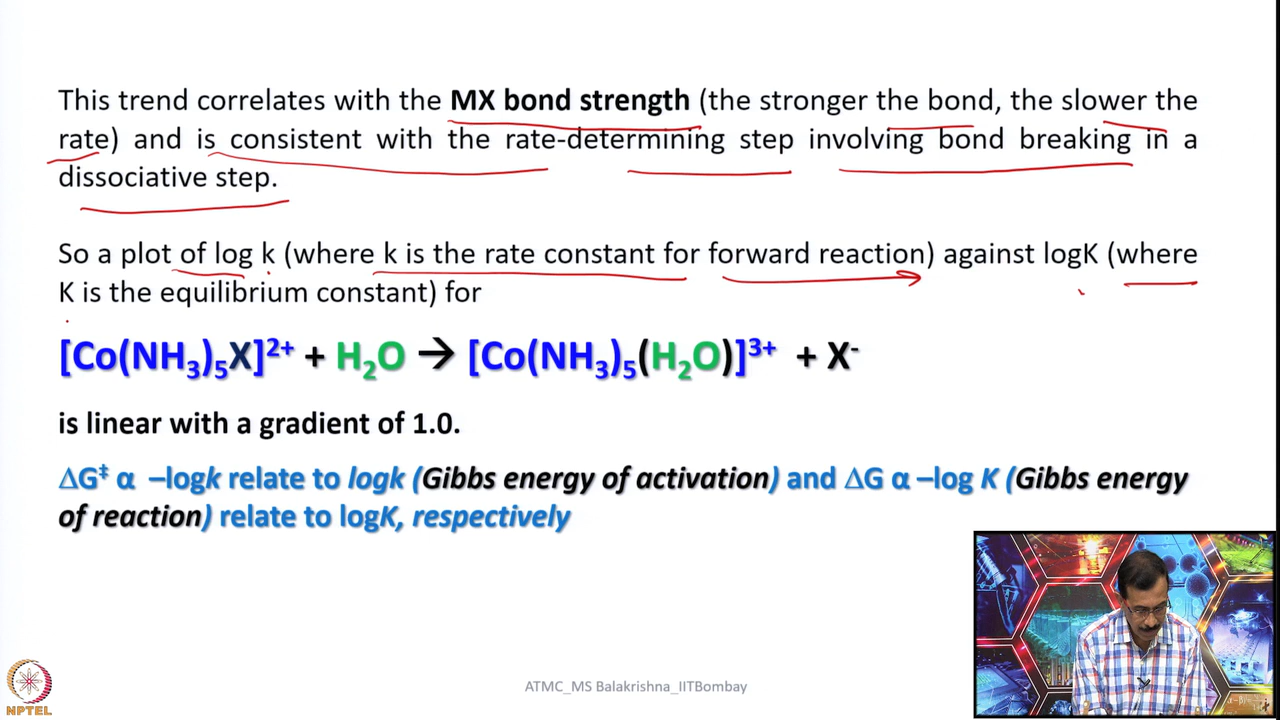 This trend correlates with the MX bond strength (the stronger the bond, the slower the
rate) and is consistent with the rate-determining step involving bond breaking in a
dissociative step.
So a plot of log k (where k is the rate constant for forward reaction) against logK (where
K is the equilibrium constant) for
[Co(NH₃)₅X]²⁺ + H₂O → [Co(NH₃)₅(H₂O)]³⁺ + X⁻
is linear with a gradient of 1.0.
ΔG‡ α –logk relate to logk (Gibbs energy of activation) and ΔG α –log K (Gibbs energy
of reaction) relate to logK, respectively
ATMC_MS Balakrishna_IITBombay
NPTEL